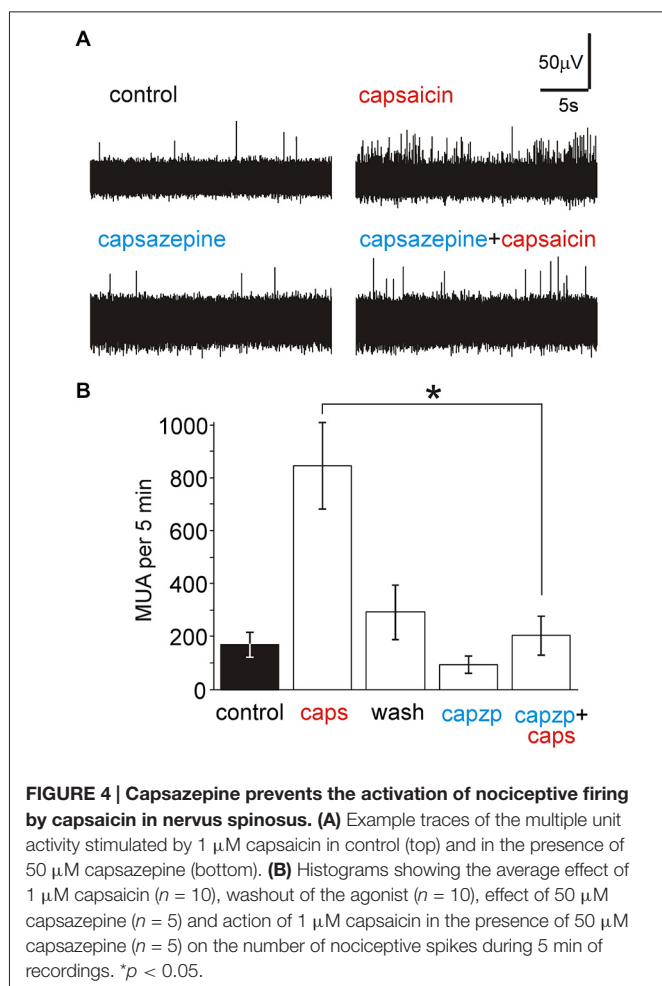 A
control
capsaicin
50μV
5s
capsazepine
capsazepine+capsaicin
B
*
MUA per 5 min
1000
800
600
400
200
0
control
caps
wash
capzp
capzp+
caps
FIGURE 4 | Capsazepine prevents the activation of nociceptive firing
by capsaicin in nervus spinosus. (A) Example traces of the multiple unit
activity stimulated by 1 μM capsaicin in control (top) and in the presence of
50 μM capsazepine (bottom). (B) Histograms showing the average effect of
1 μM capsaicin (n = 10), washout of the agonist (n = 10), effect of 50 μM
capsazepine (n = 5) and action of 1 μM capsaicin in the presence of 50 μM
capsazepine (n = 5) on the number of nociceptive spikes during 5 min of
recordings. *p < 0.05.